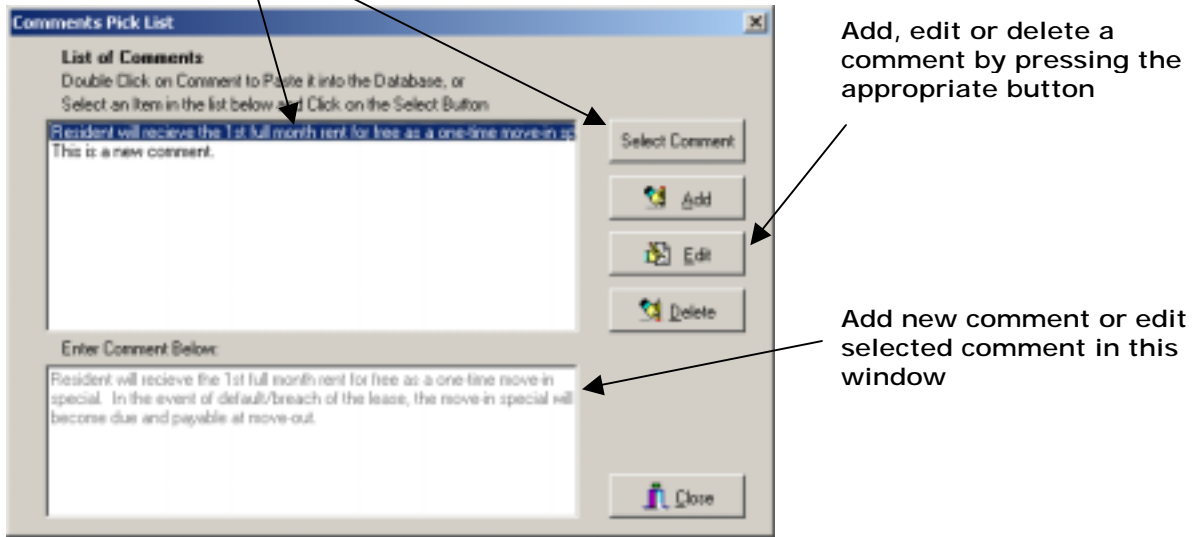 Comments Pick List
List of Comments
Double Click on Comment to Paste it into the Database, or
Select an Item in the list below and Click on the Select Button
Resident will recieve the 1st full month rent for free as a one-time move-in sp
This is a new comment.
Select Comment
Add
Edit
Delete
Enter Comment Below:
Resident will recieve the 1st full month rent for free as a one-time move-in
special. In the event of default/breach of the lease, the move-in special will
become due and payable at move-out.
Close
Add, edit or delete a
comment by pressing the
appropriate button
Add new comment or edit
selected comment in this
window